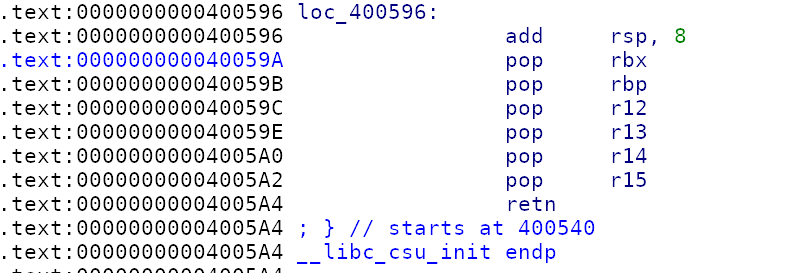 .text:0000000000400596 loc_400596:
.text:0000000000400596 add rsp, 8
.text:000000000040059A pop rbx
.text:000000000040059B pop rbp
.text:000000000040059C pop r12
.text:000000000040059E pop r13
.text:00000000004005A0 pop r14
.text:00000000004005A2 pop r15
.text:00000000004005A4 retn
.text:00000000004005A4 ; } // starts at 400540
.text:00000000004005A4 __libc_csu_init endp